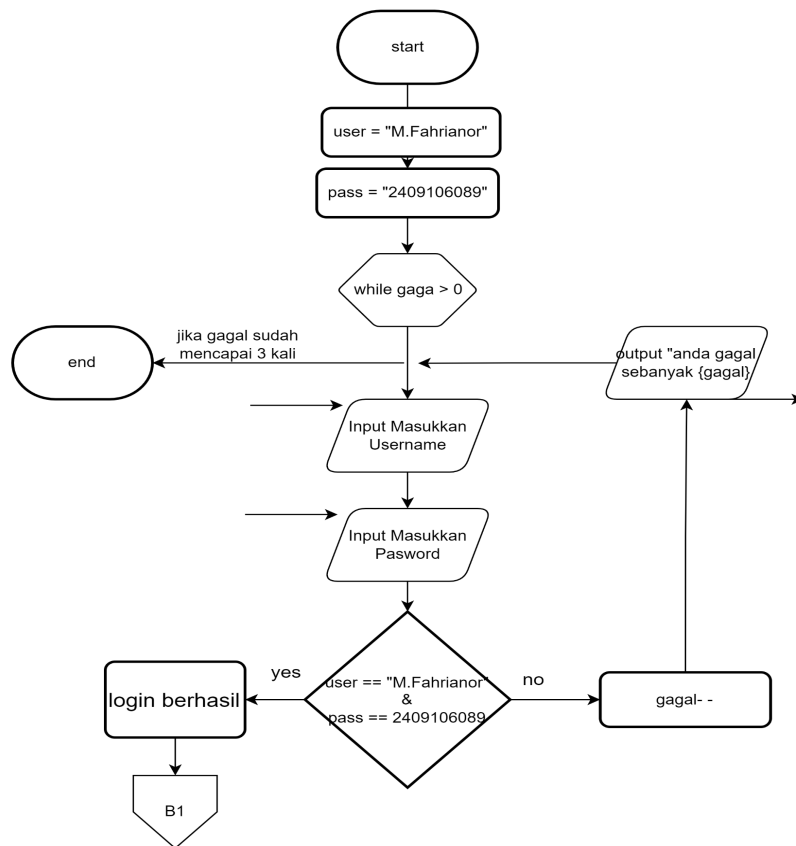 start
user = "M.Fahrianor"
pass = "2409106089"
while gaga > 0
jika gagal sudah
mencapai 3 kali
end
output "anda gagal
sebanyak {gagal}
Input Masukkan
Username
Input Masukkan
Pasword
user == "M.Fahrianor"
&
pass == 2409106089
yes
no
login berhasil
gagal- -
B1